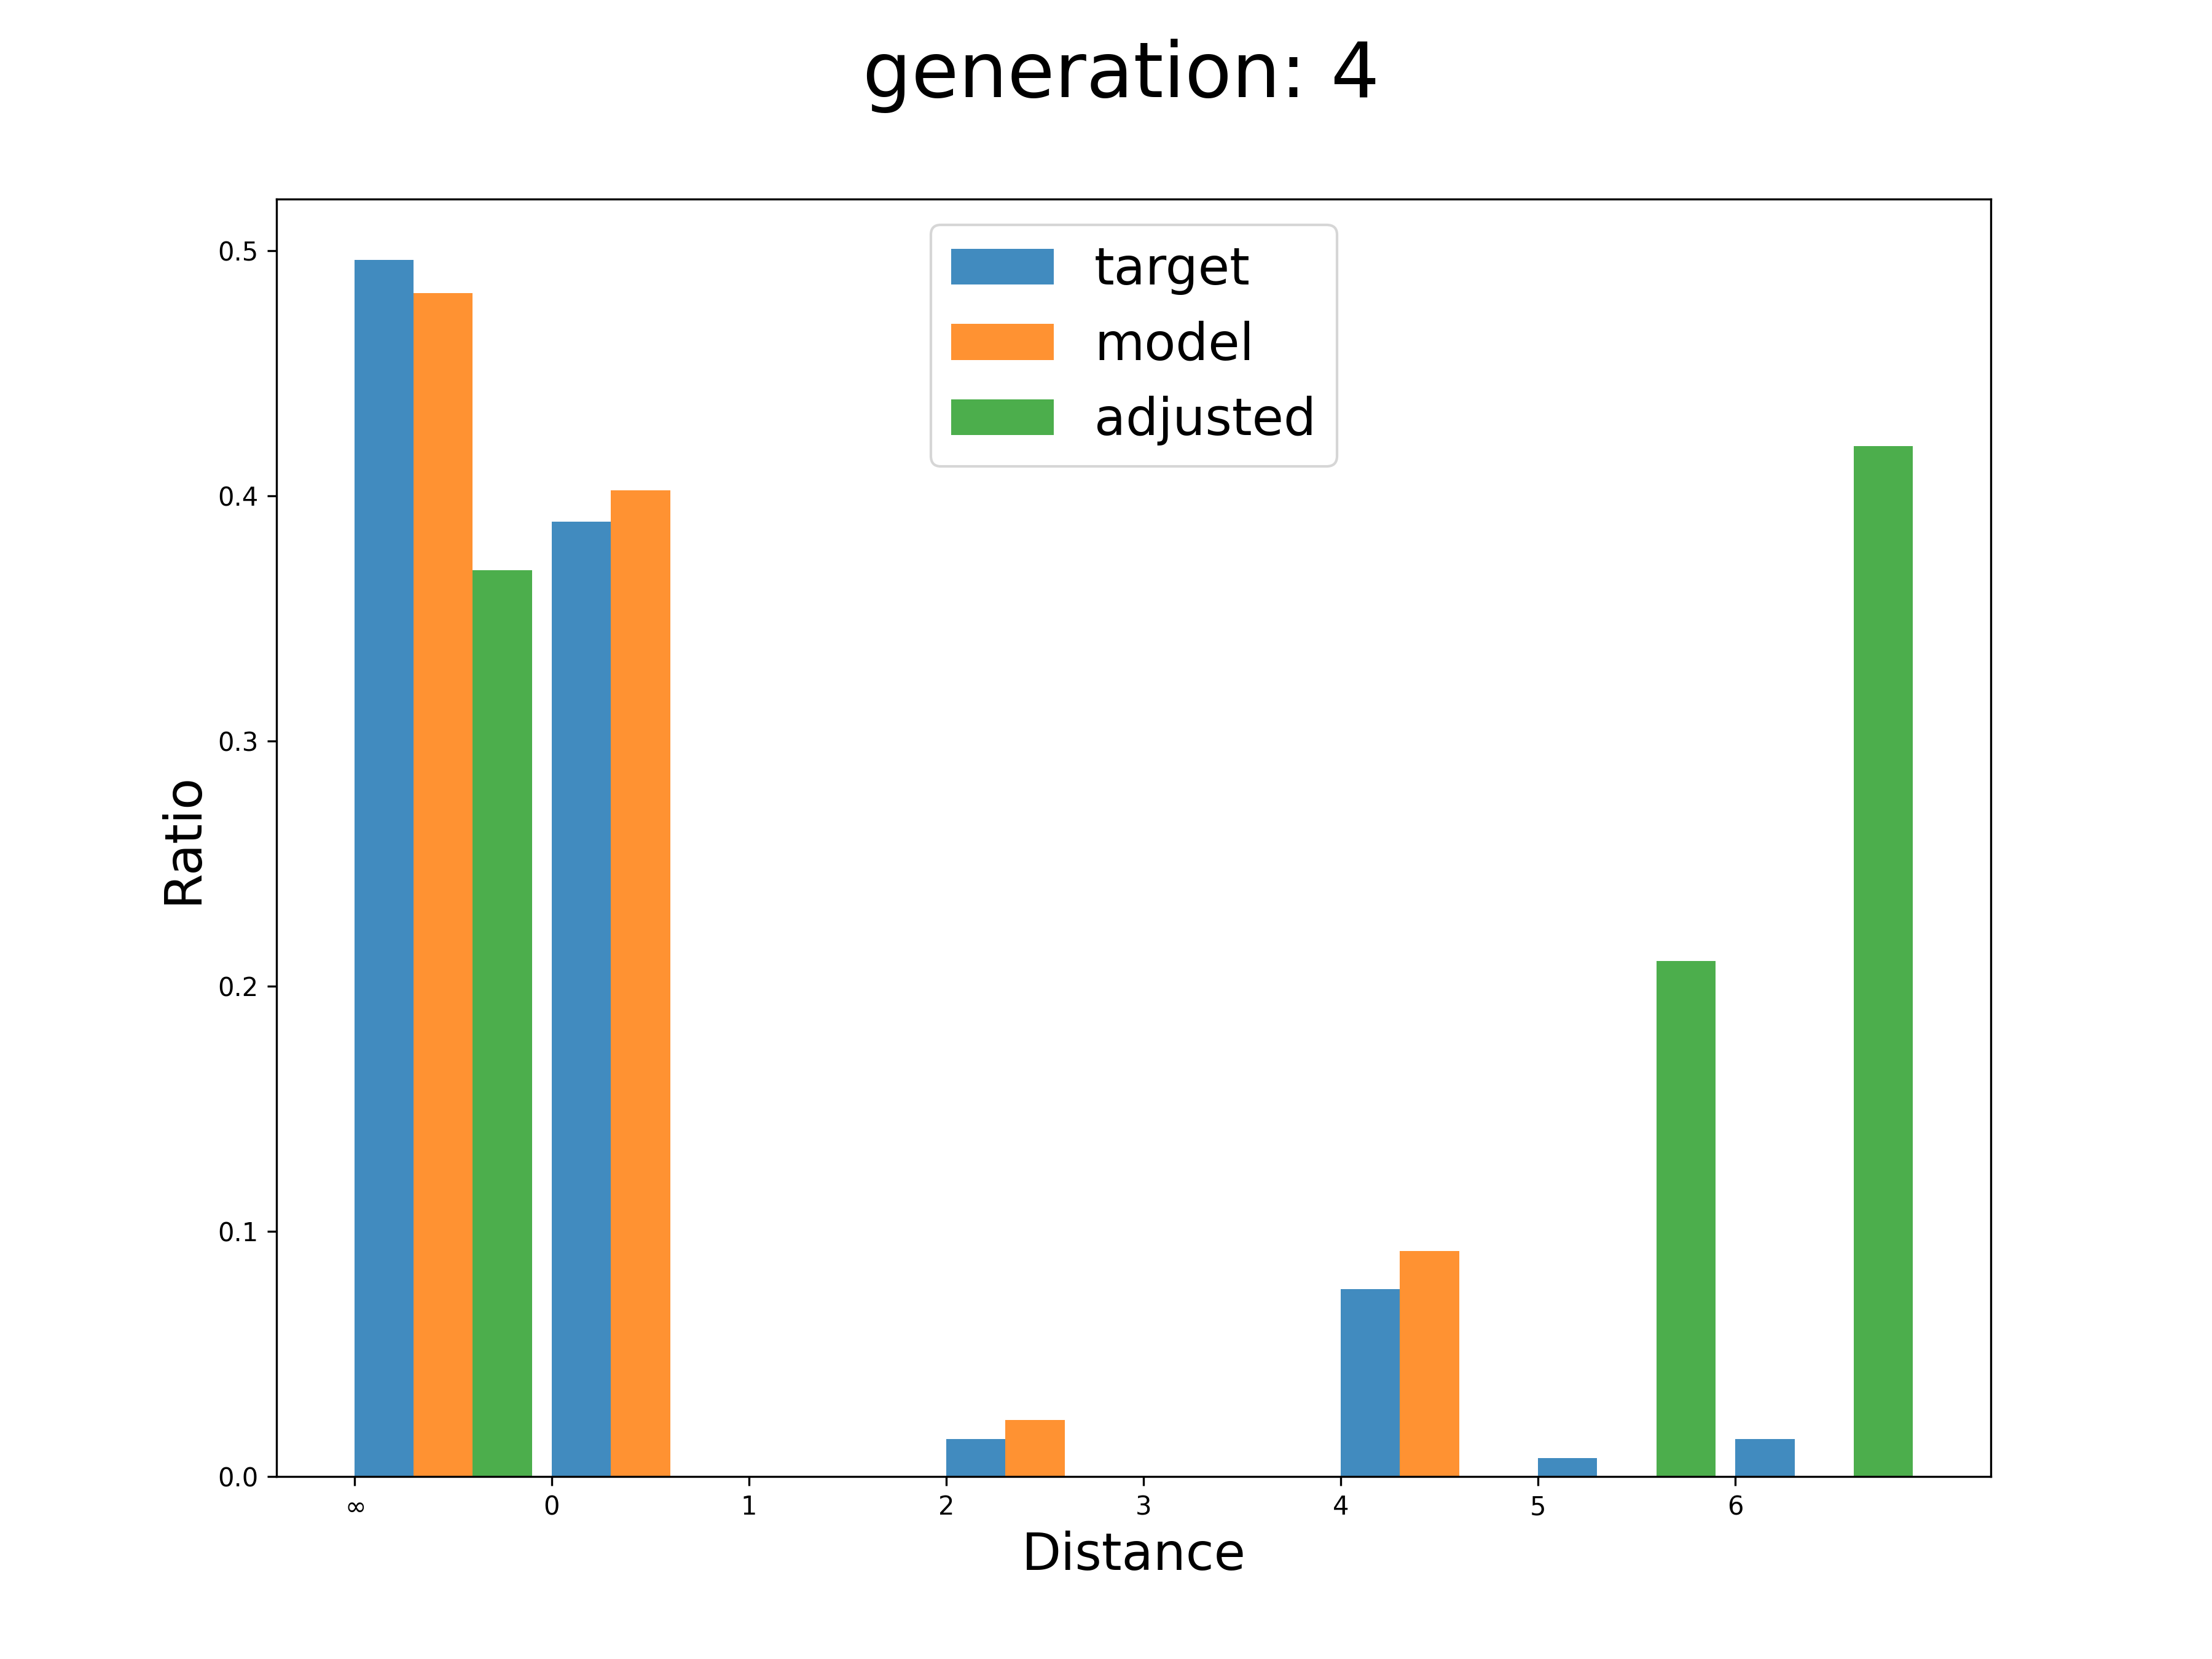 generation: 4
target
model
adjusted
0.5
0.4
0.3
0.2
0.1
0.0
Ratio
∞ 0 1 2 3 4 5 6
Distance